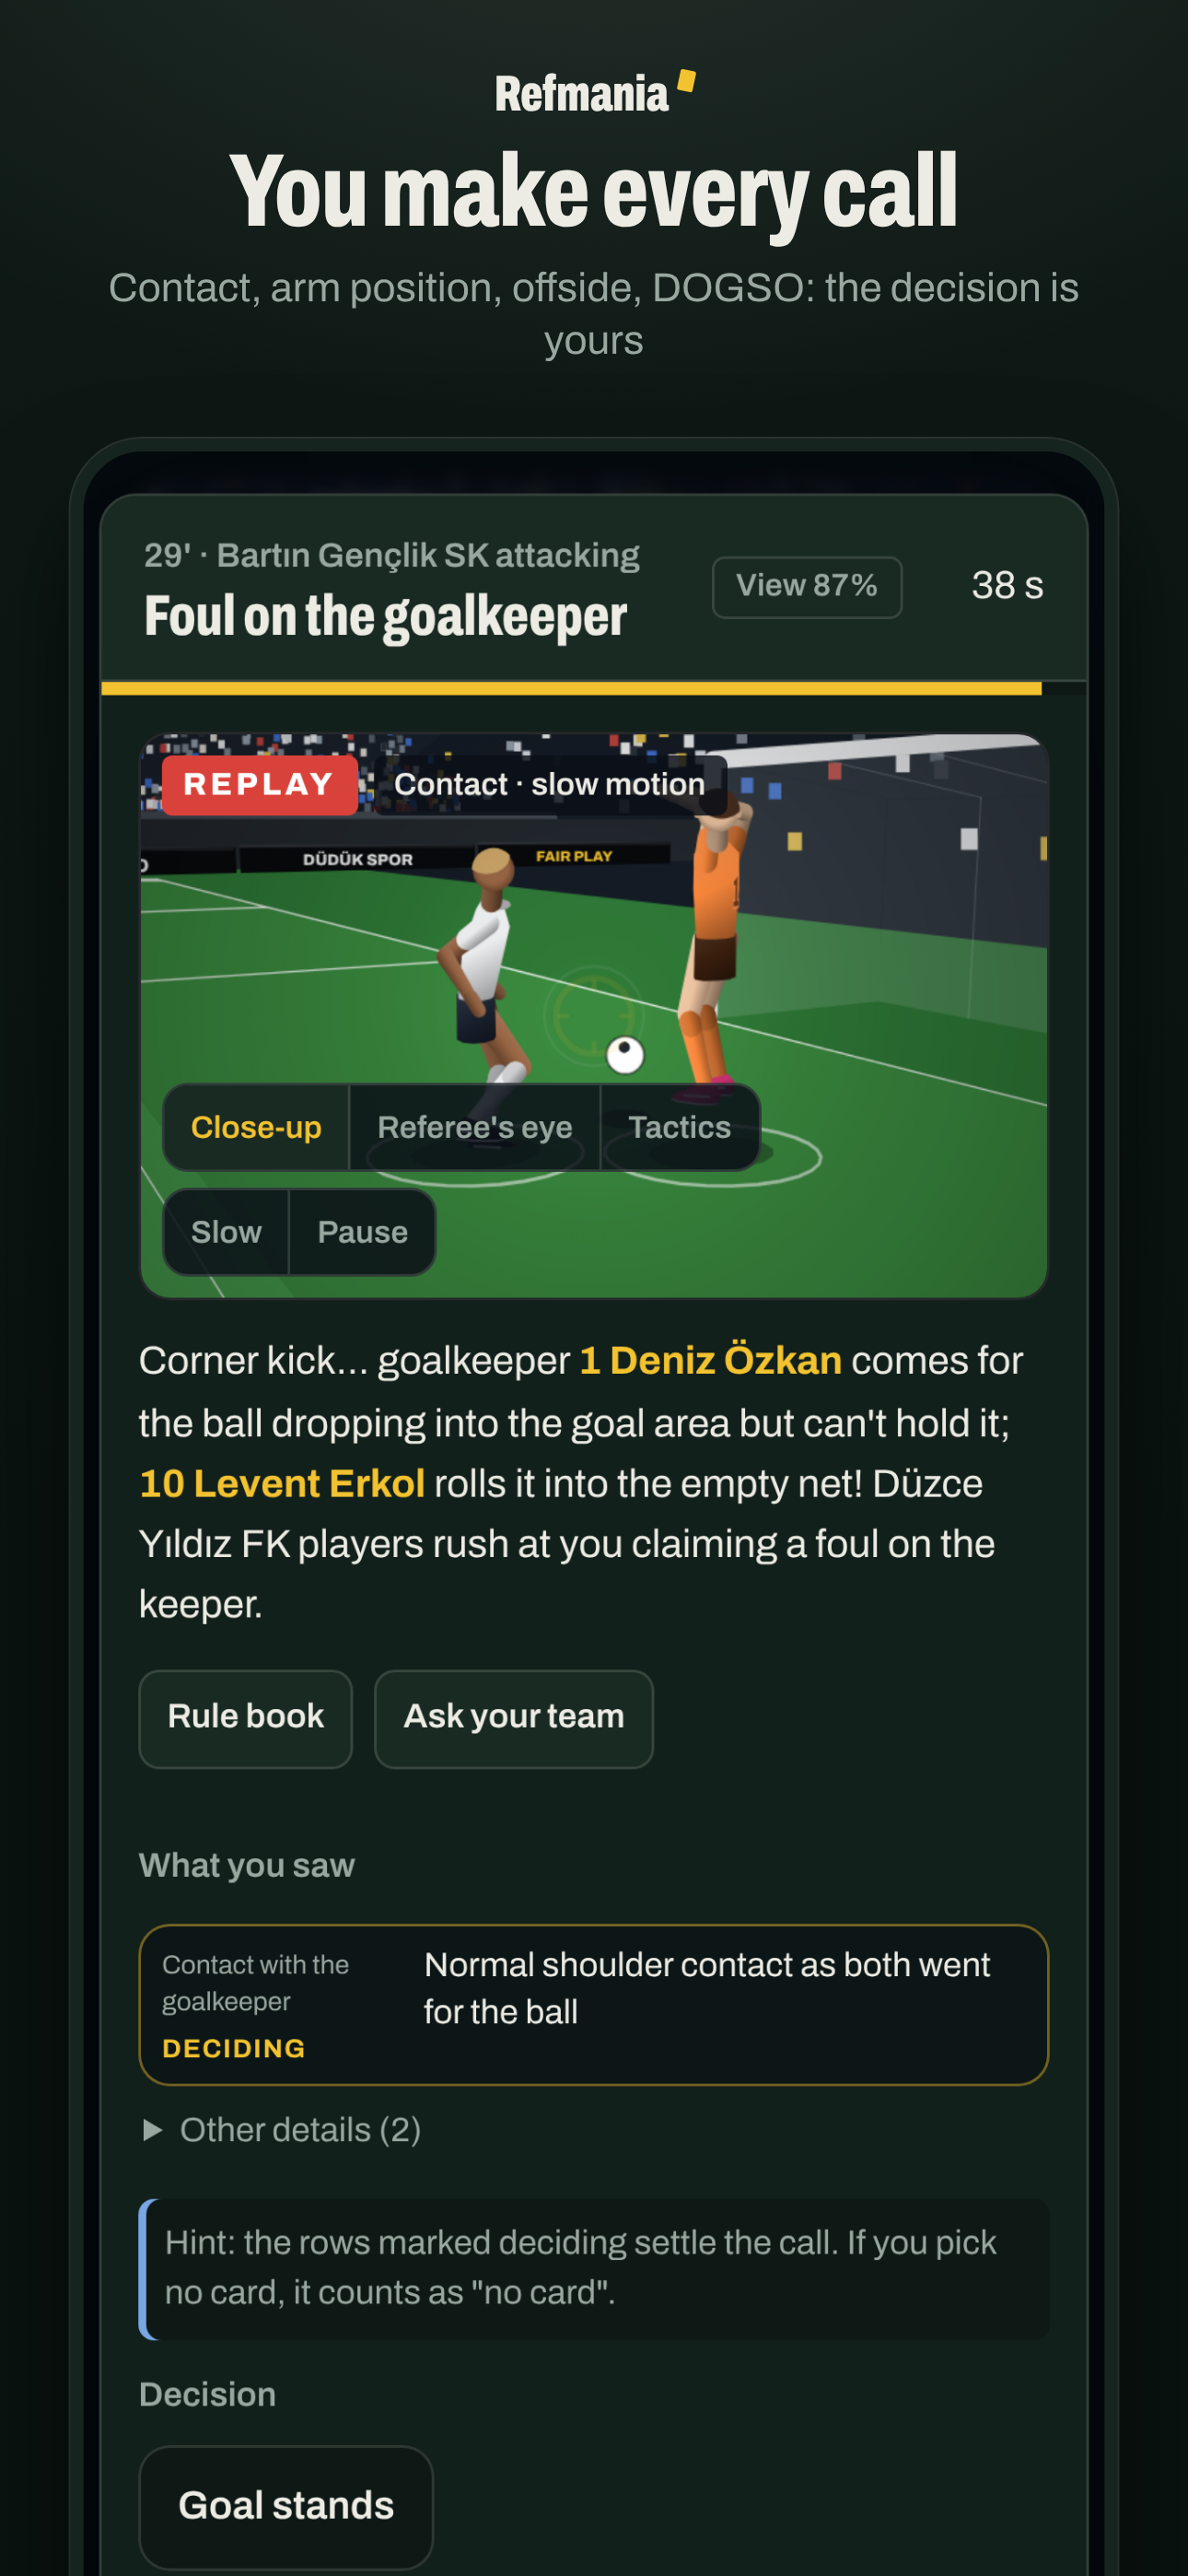 Refmania
You make every call
Contact, arm position, offside, DOGSO: the decision is
yours
29' · Bartın Gençlik SK attacking
Foul on the goalkeeper
View 87%
38 s
REPLAY
Contact · slow motion
DÜDÜK SPOR
FAIR PLAY
1
Close-up
Referee's eye
Tactics
Slow
Pause
Corner kick... goalkeeper 1 Deniz Özkan comes for
the ball dropping into the goal area but can't hold it;
10 Levent Erkol rolls it into the empty net! Düzce
Yıldız FK players rush at you claiming a foul on the
keeper.
Rule book
Ask your team
What you saw
Contact with the
goalkeeper
DECIDING
Normal shoulder contact as both went
for the ball
Other details (2)
Hint: the rows marked deciding settle the call. If you pick
no card, it counts as "no card".
Decision
Goal stands